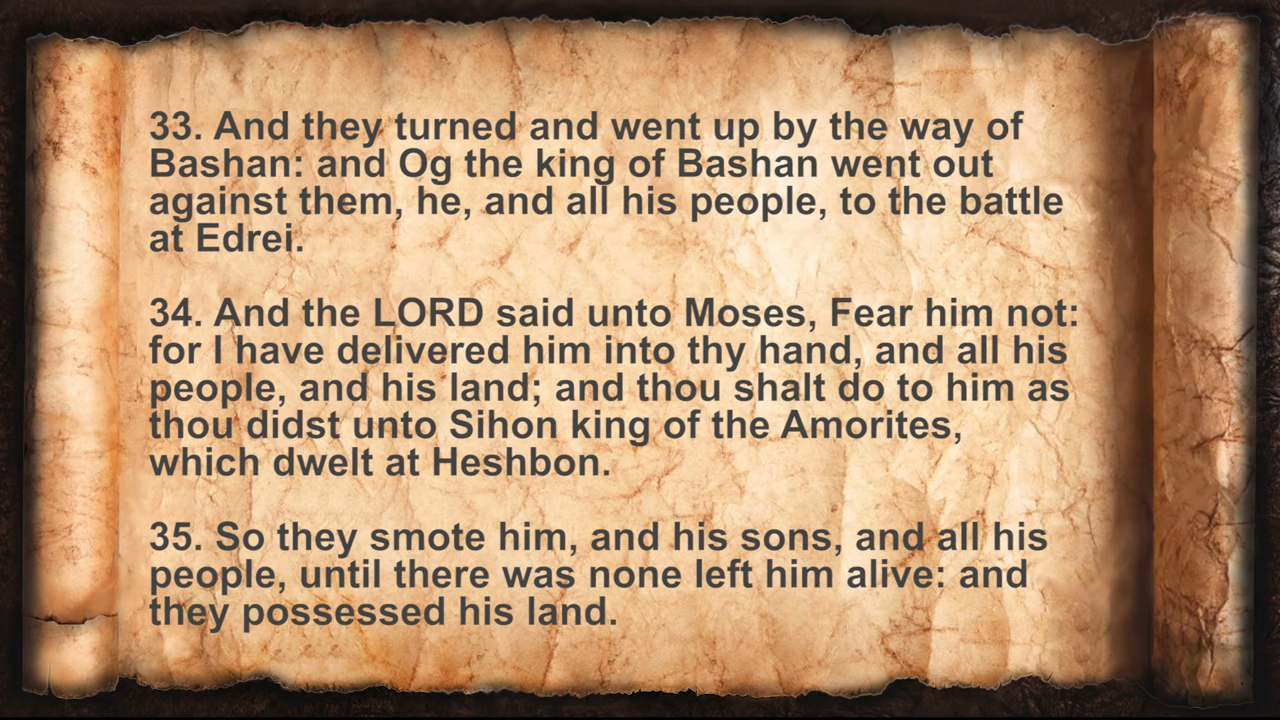 33. And they turned and went up by the way of
Bashan: and Og the king of Bashan went out
against them, he, and all his people, to the battle
at Edrei.
34. And the LORD said unto Moses, Fear him not:
for I have delivered him into thy hand, and all his
people, and his land; and thou shalt do to him as
thou didst unto Sihon king of the Amorites,
which dwelt at Heshbon.
35. So they smote him, and his sons, and all his
people, until there was none left him alive: and
they possessed his land.